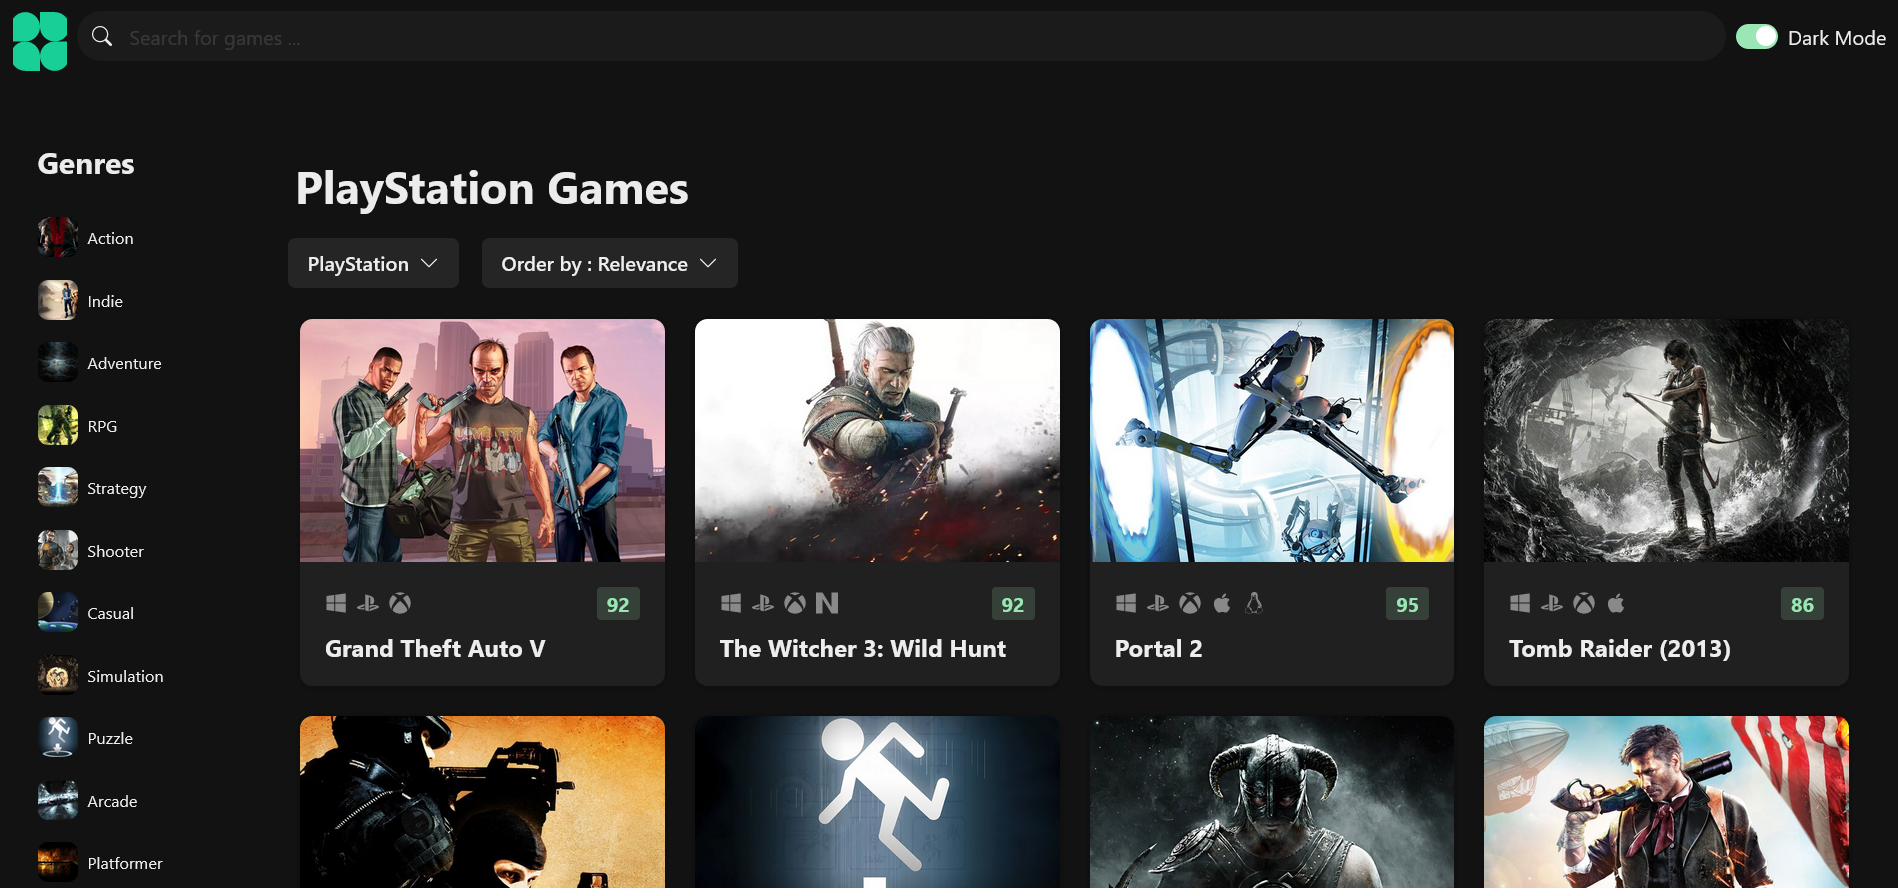 Search for games ...
Dark Mode
Genres
Action
Indie
Adventure
RPG
Strategy
Shooter
Casual
Simulation
Puzzle
Arcade
Platformer
PlayStation Games
PlayStation
Order by : Relevance
92
Grand Theft Auto V
92
The Witcher 3: Wild Hunt
95
Portal 2
86
Tomb Raider (2013)